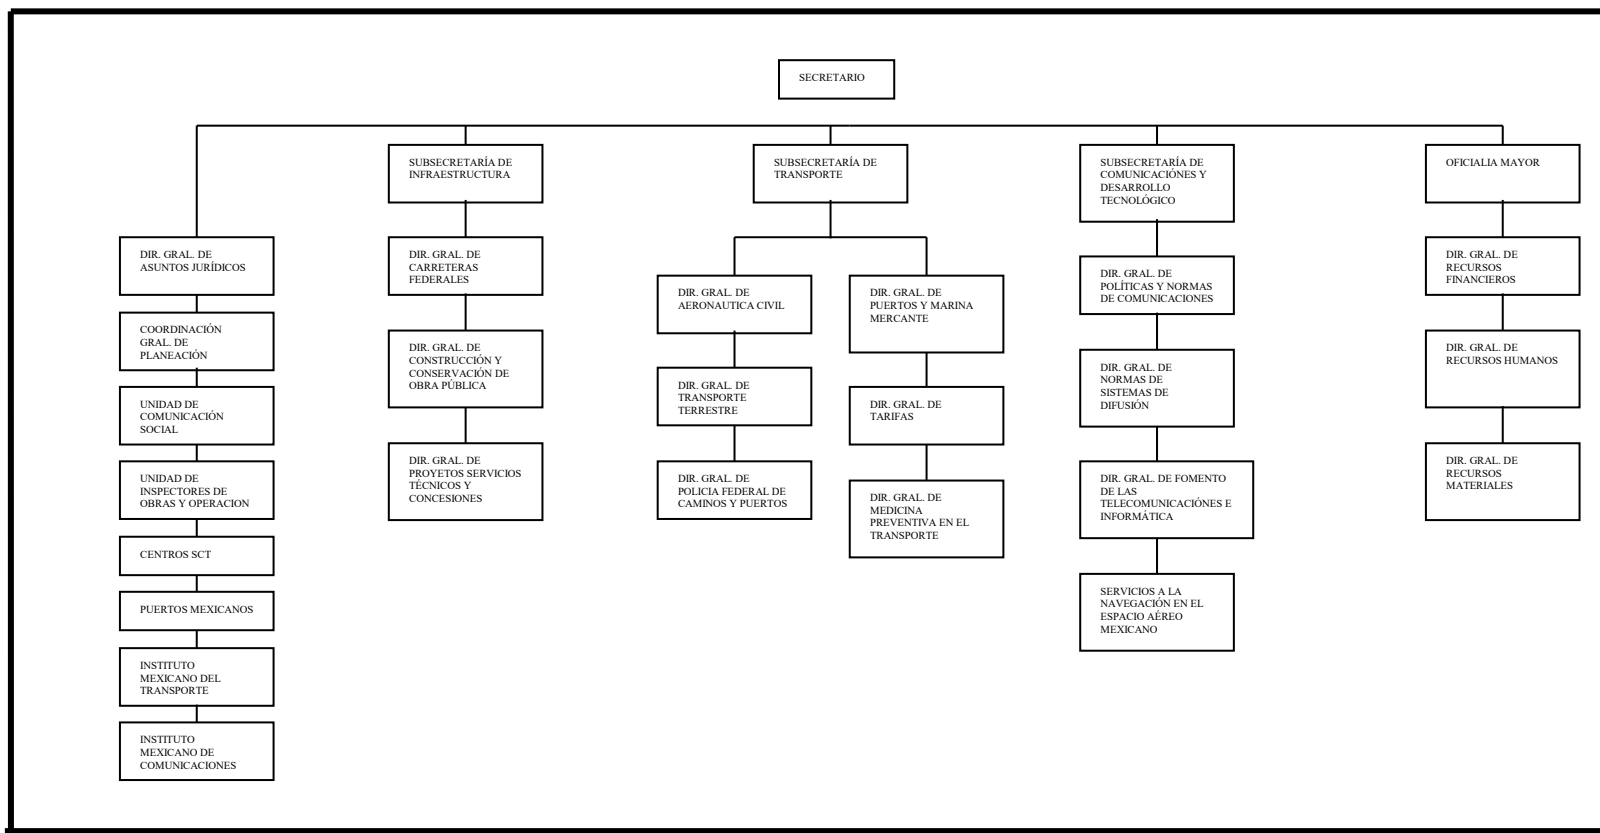 SECRETARIO
DIR. GRAL. DE
ASUNTOS JURÍDICOS
COORDINACIÓN
GRAL. DE
PLANEACIÓN
UNIDAD DE
COMUNICACIÓN
SOCIAL
UNIDAD DE
INSPECTORES DE
OBRAS Y OPERACION
CENTROS SCT
PUERTOS MEXICANOS
INSTITUTO
MEXICANO DEL
TRANSPORTE
INSTITUTO
MEXICANO DE
COMUNICACIONES
SUBSECRETARÍA DE
INFRAESTRUCTURA
DIR. GRAL. DE
CARRETERAS
FEDERALES
DIR. GRAL. DE
CONSTRUCCIÓN Y
CONSERVACIÓN DE
OBRA PÚBLICA
DIR. GRAL. DE
PROYETOS SERVICIOS
TÉCNICOS Y
CONCESIONES
SUBSECRETARÍA DE
TRANSPORTE
DIR. GRAL. DE
AERONAUTICA CIVIL
DIR. GRAL. DE
TRANSPORTE
TERRESTRE
DIR. GRAL. DE
POLICIA FEDERAL DE
CAMINOS Y PUERTOS
DIR. GRAL. DE
PUERTOS Y MARINA
MERCANTE
DIR. GRAL. DE
TARIFAS
DIR. GRAL. DE
MEDICINA
PREVENTIVA EN EL
TRANSPORTE
SUBSECRETARÍA DE
COMUNICACIÓNES Y
DESARROLLO
TECNOLÓGICO
DIR. GRAL. DE
POLÍTICAS Y NORMAS
DE COMUNICACIONES
DIR. GRAL. DE
NORMAS DE
SISTEMAS DE
DIFUSIÓN
DIR. GRAL. DE FOMENTO
DE LAS
TELECOMUNICACIÓNES E
INFORMÁTICA
SERVICIOS A LA
NAVEGACIÓN EN EL
ESPACIO AÉREO
MEXICANO
OFICIALIA MAYOR
DIR. GRAL. DE
RECURSOS
FINANCIEROS
DIR. GRAL. DE
RECURSOS HUMANOS
DIR. GRAL. DE
RECURSOS
MATERIALES